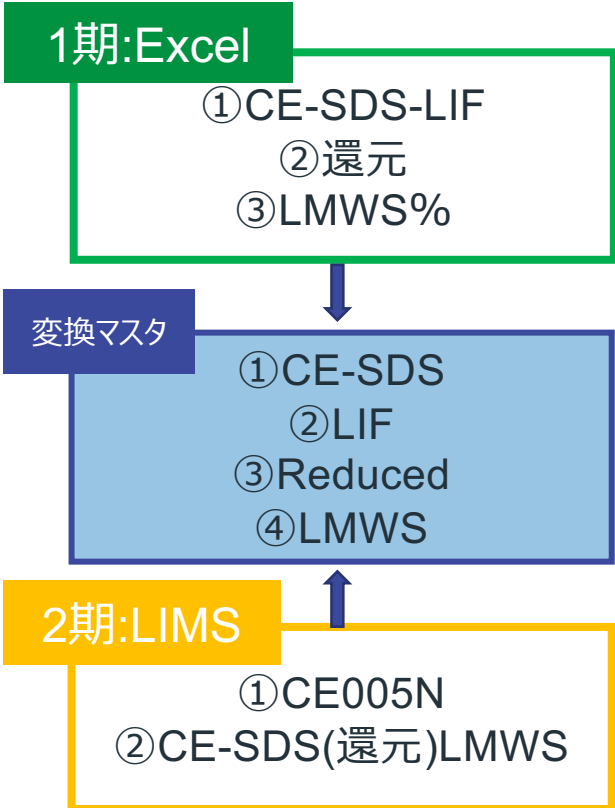 1期:Excel
①CE-SDS-LIF
②還元
③LMWS%
変換マスタ
①CE-SDS
②LIF
③Reduced
④LMWS
2期:LIMS
①CE005N
②CE-SDS(還元)LMWS